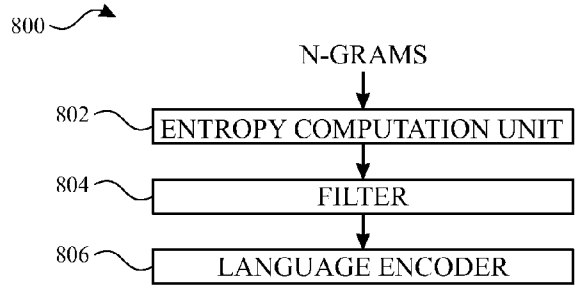 800
N-GRAMS
802
ENTROPY COMPUTATION UNIT
804
FILTER
806
LANGUAGE ENCODER